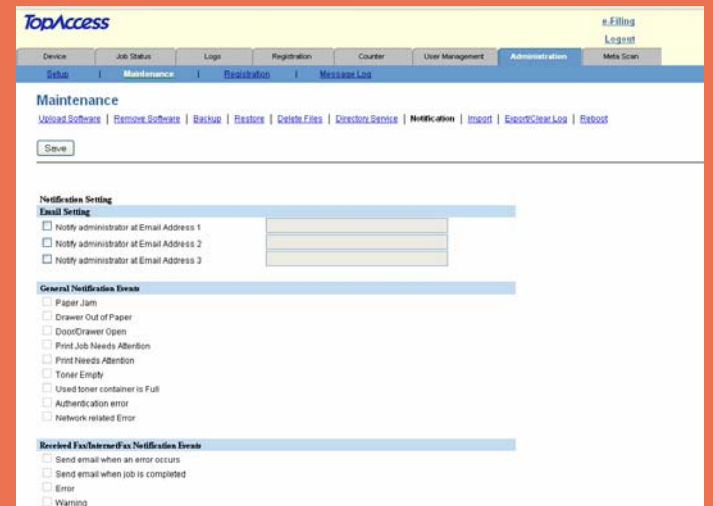 TopAccess
e-Filing
Logout
Device Job Status Logs Registration Counter User Management Administration Meta Scan
Setup | Maintenance | Registration | Message Log
Maintenance
Upload Software | Remove Software | Backup | Restore | Delete Files | Directory Service | Notification | Import | Export/Clear Log | Reboot
Save
Notification Setting
Email Setting
Notify administrator at Email Address 1
Notify administrator at Email Address 2
Notify administrator at Email Address 3
General Notification Events
Paper Jam
Drawer Out of Paper
Door/Drawer Open
Print Job Needs Attention
Print Needs Attention
Toner Empty
Used toner container is Full
Authentication error
Network related Error
Received Fax/InternetFax Notification Events
Send email when an error occurs
Send email when job is completed
Error
Warning